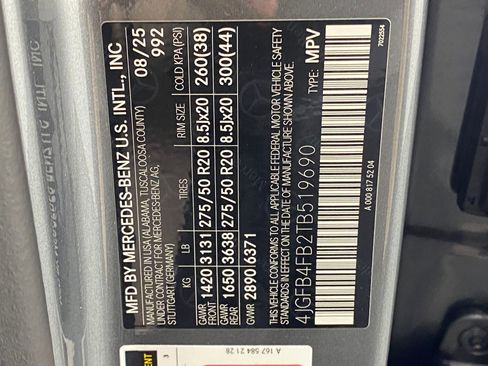 MFD BY MERCEDES-BENZ U.S. INTL., INC
MANUFACTURED IN USA (ALABAMA, TUSCALOOSA COUNTY)
UNDER CONTRACT FOR MERCEDES-BENZ AG,
STUTTGART (GERMANY)
08/25
992
KG LB TIRES RIM SIZE COLD KPA(PSI)
GAWR FRONT 1420 3131 275/50 R20 8.5Jx20 260(38)
GAWR REAR 1650 3638 275/50 R20 8.5Jx20 300(44)
GVWR 2890 6371
THIS VEHICLE CONFORMS TO ALL APPLICABLE FEDERAL MOTOR VEHICLE SAFETY
STANDARDS IN EFFECT ON THE DATE OF MANUFACTURE SHOWN ABOVE.
4JGFB4FB2TB519690
TYPE: MPV
A 000 817 52 04
7022554
A 167 584 21 28
3